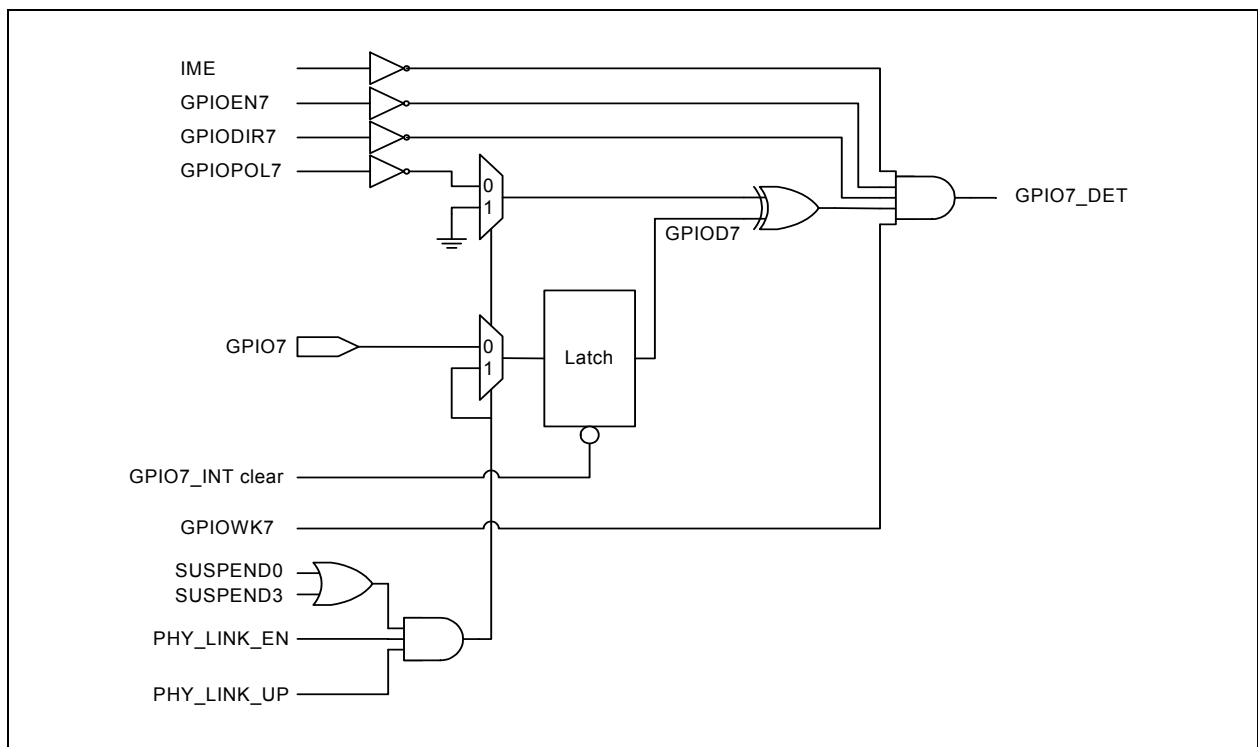 IME
GPIOEN7
GPIODIR7
GPIOPOL7
0
1
GPIO7_DET
GPIOD7
GPIO7
0
1
Latch
GPIO7_INT clear
GPIOWK7
SUSPEND0
SUSPEND3
PHY_LINK_EN
PHY_LINK_UP